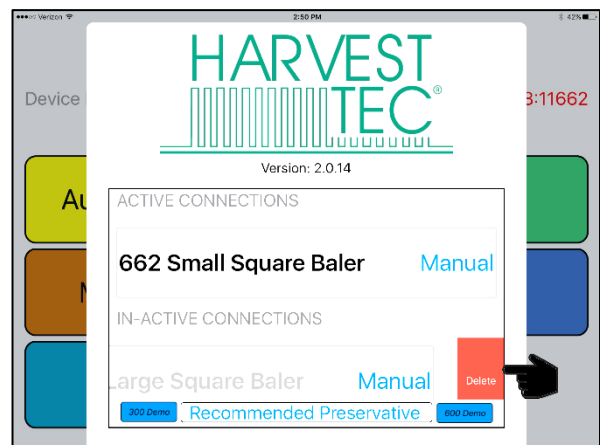 Verizon 2:50 PM 42%
HARVEST
TEC®
Device 3:11662
Version: 2.0.14
Au
ACTIVE CONNECTIONS
662 Small Square Baler Manual
IN-ACTIVE CONNECTIONS
Large Square Baler Manual Delete
300 Demo Recommended Preservative 600 Demo